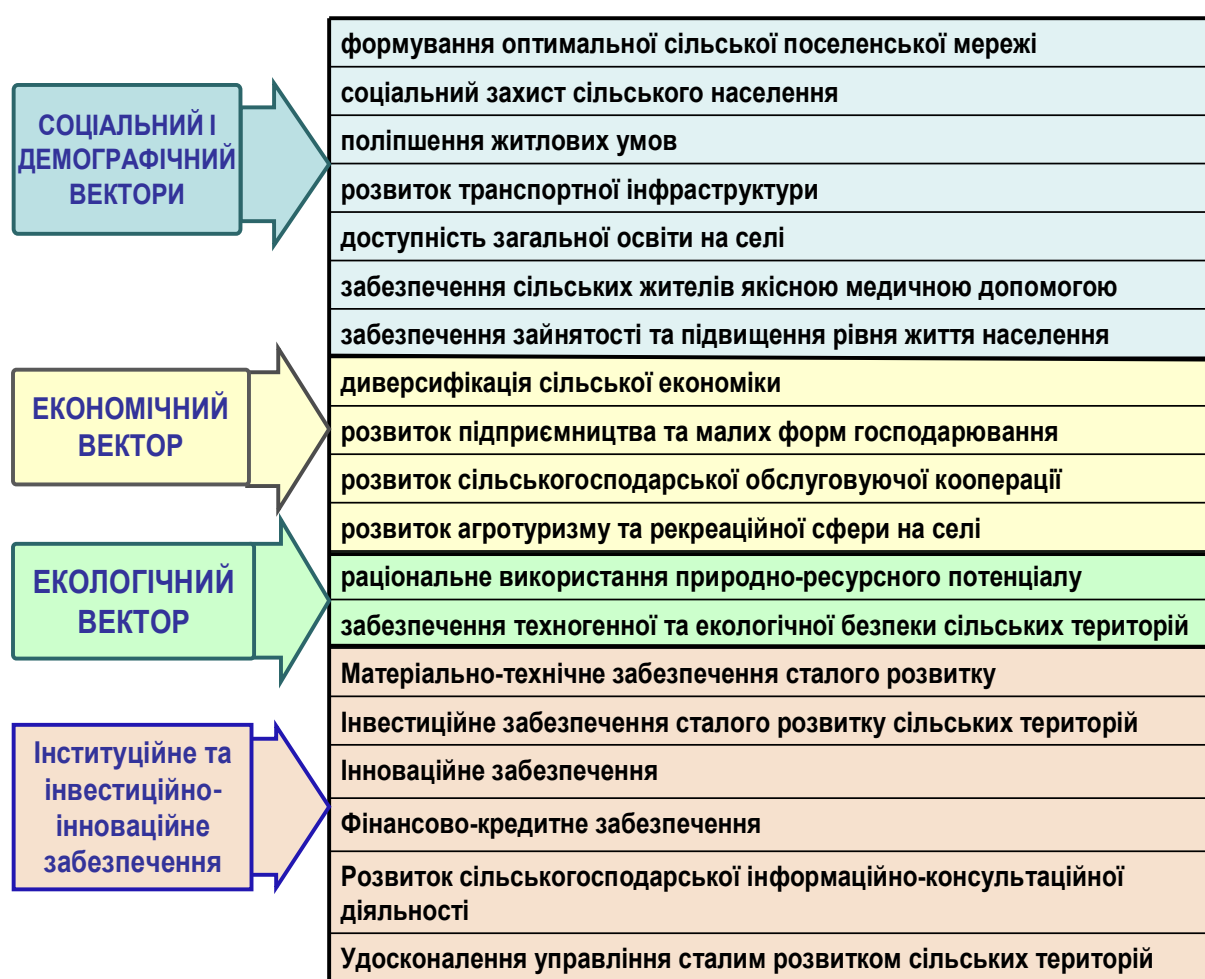 СОЦІАЛЬНИЙ І
ДЕМОГРАФІЧНИЙ
ВЕКТОРИ
формування оптимальної сільської поселенської мережі
соціальний захист сільського населення
поліпшення житлових умов
розвиток транспортної інфраструктури
доступність загальної освіти на селі
забезпечення сільських жителів якісною медичною допомогою
забезпечення зайнятості та підвищення рівня життя населення
ЕКОНОМІЧНИЙ
ВЕКТОР
диверсифікація сільської економіки
розвиток підприємництва та малих форм господарювання
розвиток сільськогосподарської обслуговуючої кооперації
розвиток агротуризму та рекреаційної сфери на селі
ЕКОЛОГІЧНИЙ
ВЕКТОР
раціональне використання природно-ресурсного потенціалу
забезпечення техногенної та екологічної безпеки сільських територій
Інституційне та
інвестиційно-
інноваційне
забезпечення
Матеріально-технічне забезпечення сталого розвитку
Інвестиційне забезпечення сталого розвитку сільських територій
Інноваційне забезпечення
Фінансово-кредитне забезпечення
Розвиток сільськогосподарської інформаційно-консультаційної
діяльності
Удосконалення управління сталим розвитком сільських територій